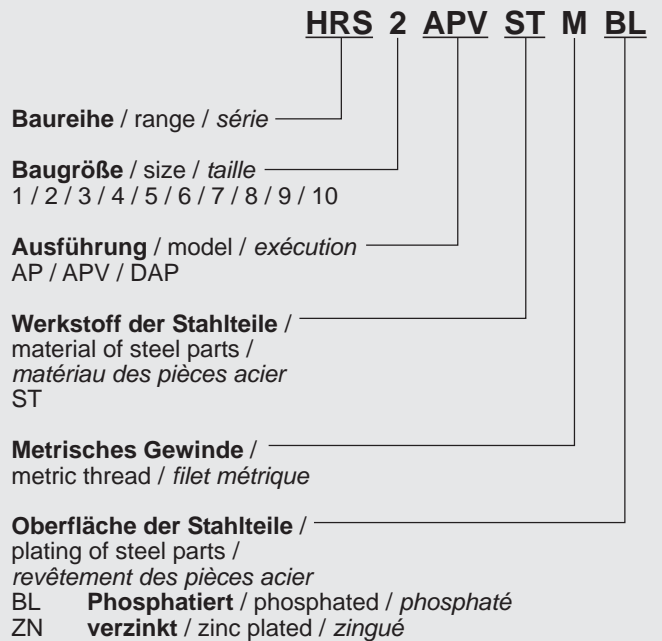 HRS 2 APV ST M BL
Baureihe / range / série
Baugröße / size / taille
1 / 2 / 3 / 4 / 5 / 6 / 7 / 8 / 9 / 10
Ausführung / model / exécution
AP / APV / DAP
Werkstoff der Stahlteile /
material of steel parts /
matériau des pièces acier
ST
Metrisches Gewinde /
metric thread / filet métrique
Oberfläche der Stahlteile /
plating of steel parts /
revêtement des pièces acier
BL Phosphatiert / phosphated / phosphaté
ZN verzinkt / zinc plated / zingué